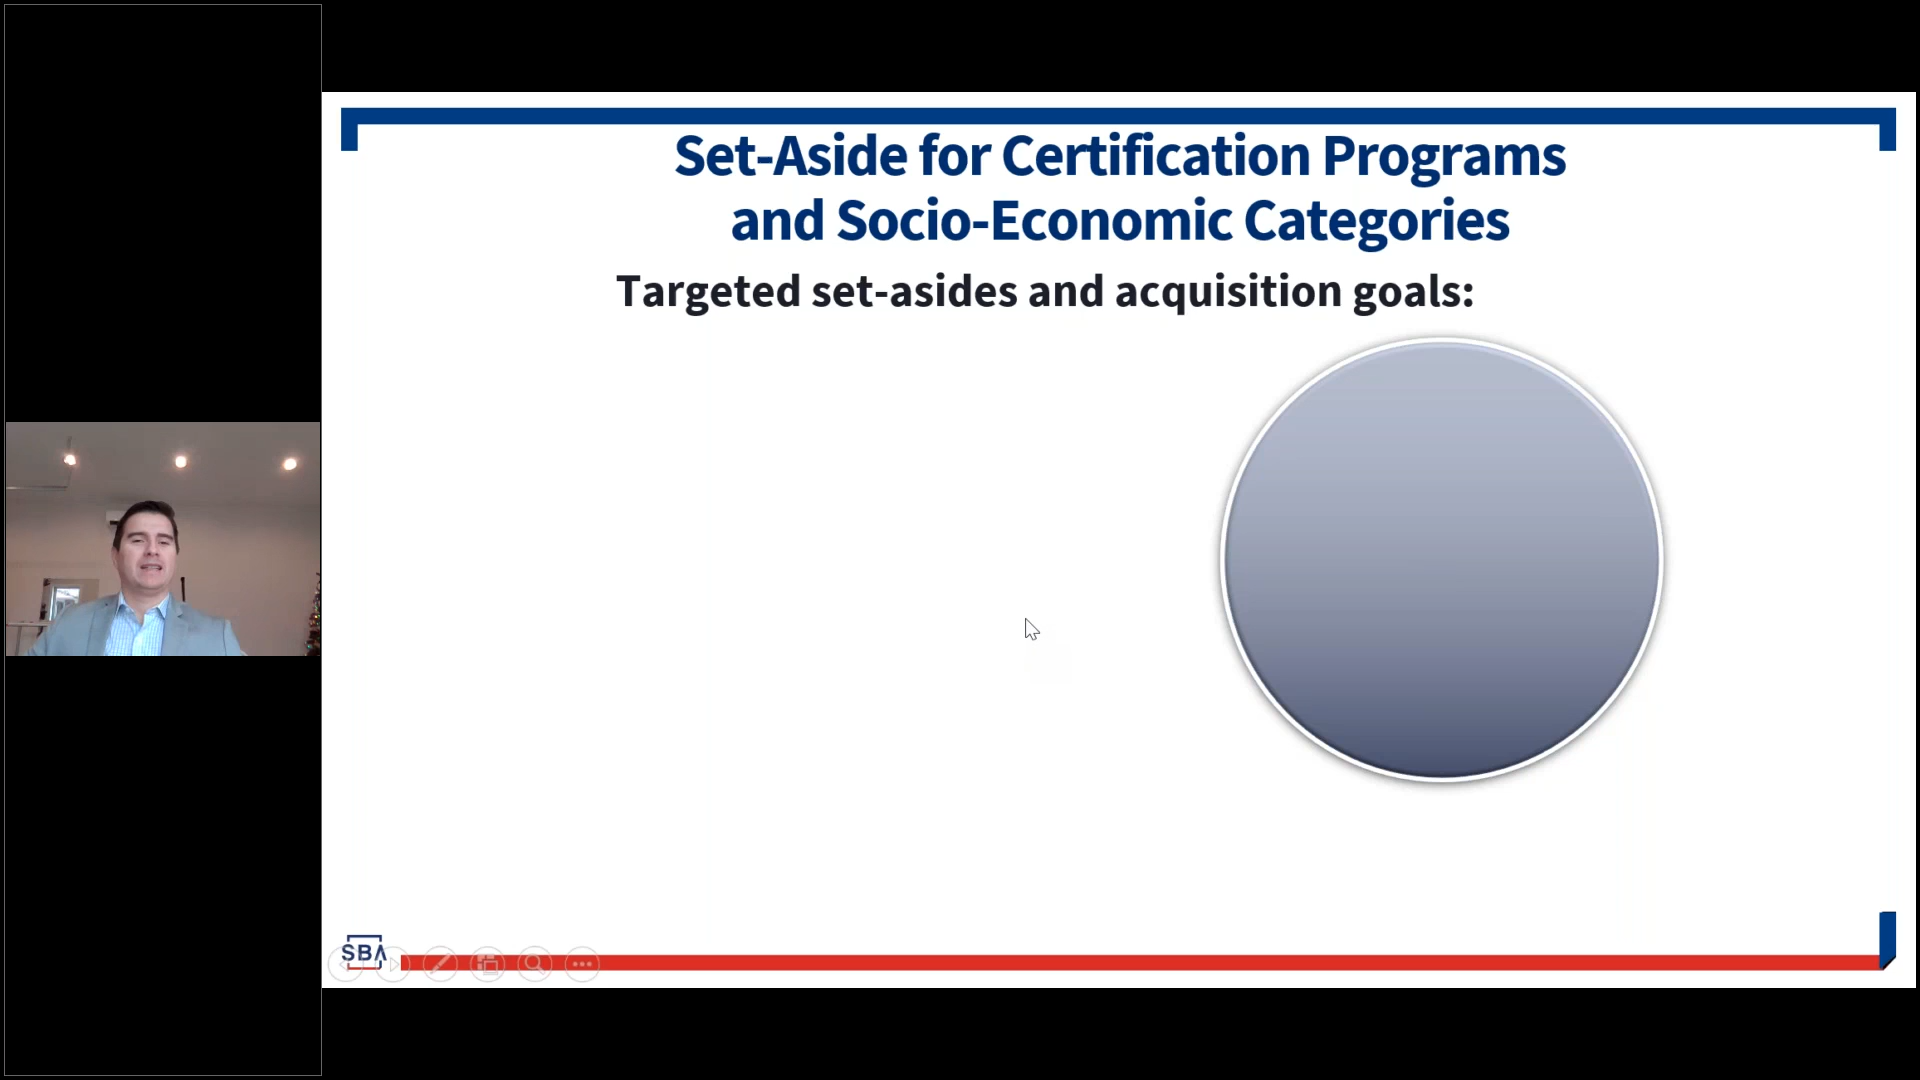 Set-Aside for Certification Programs
and Socio-Economic Categories
Targeted set-asides and acquisition goals:
SBA